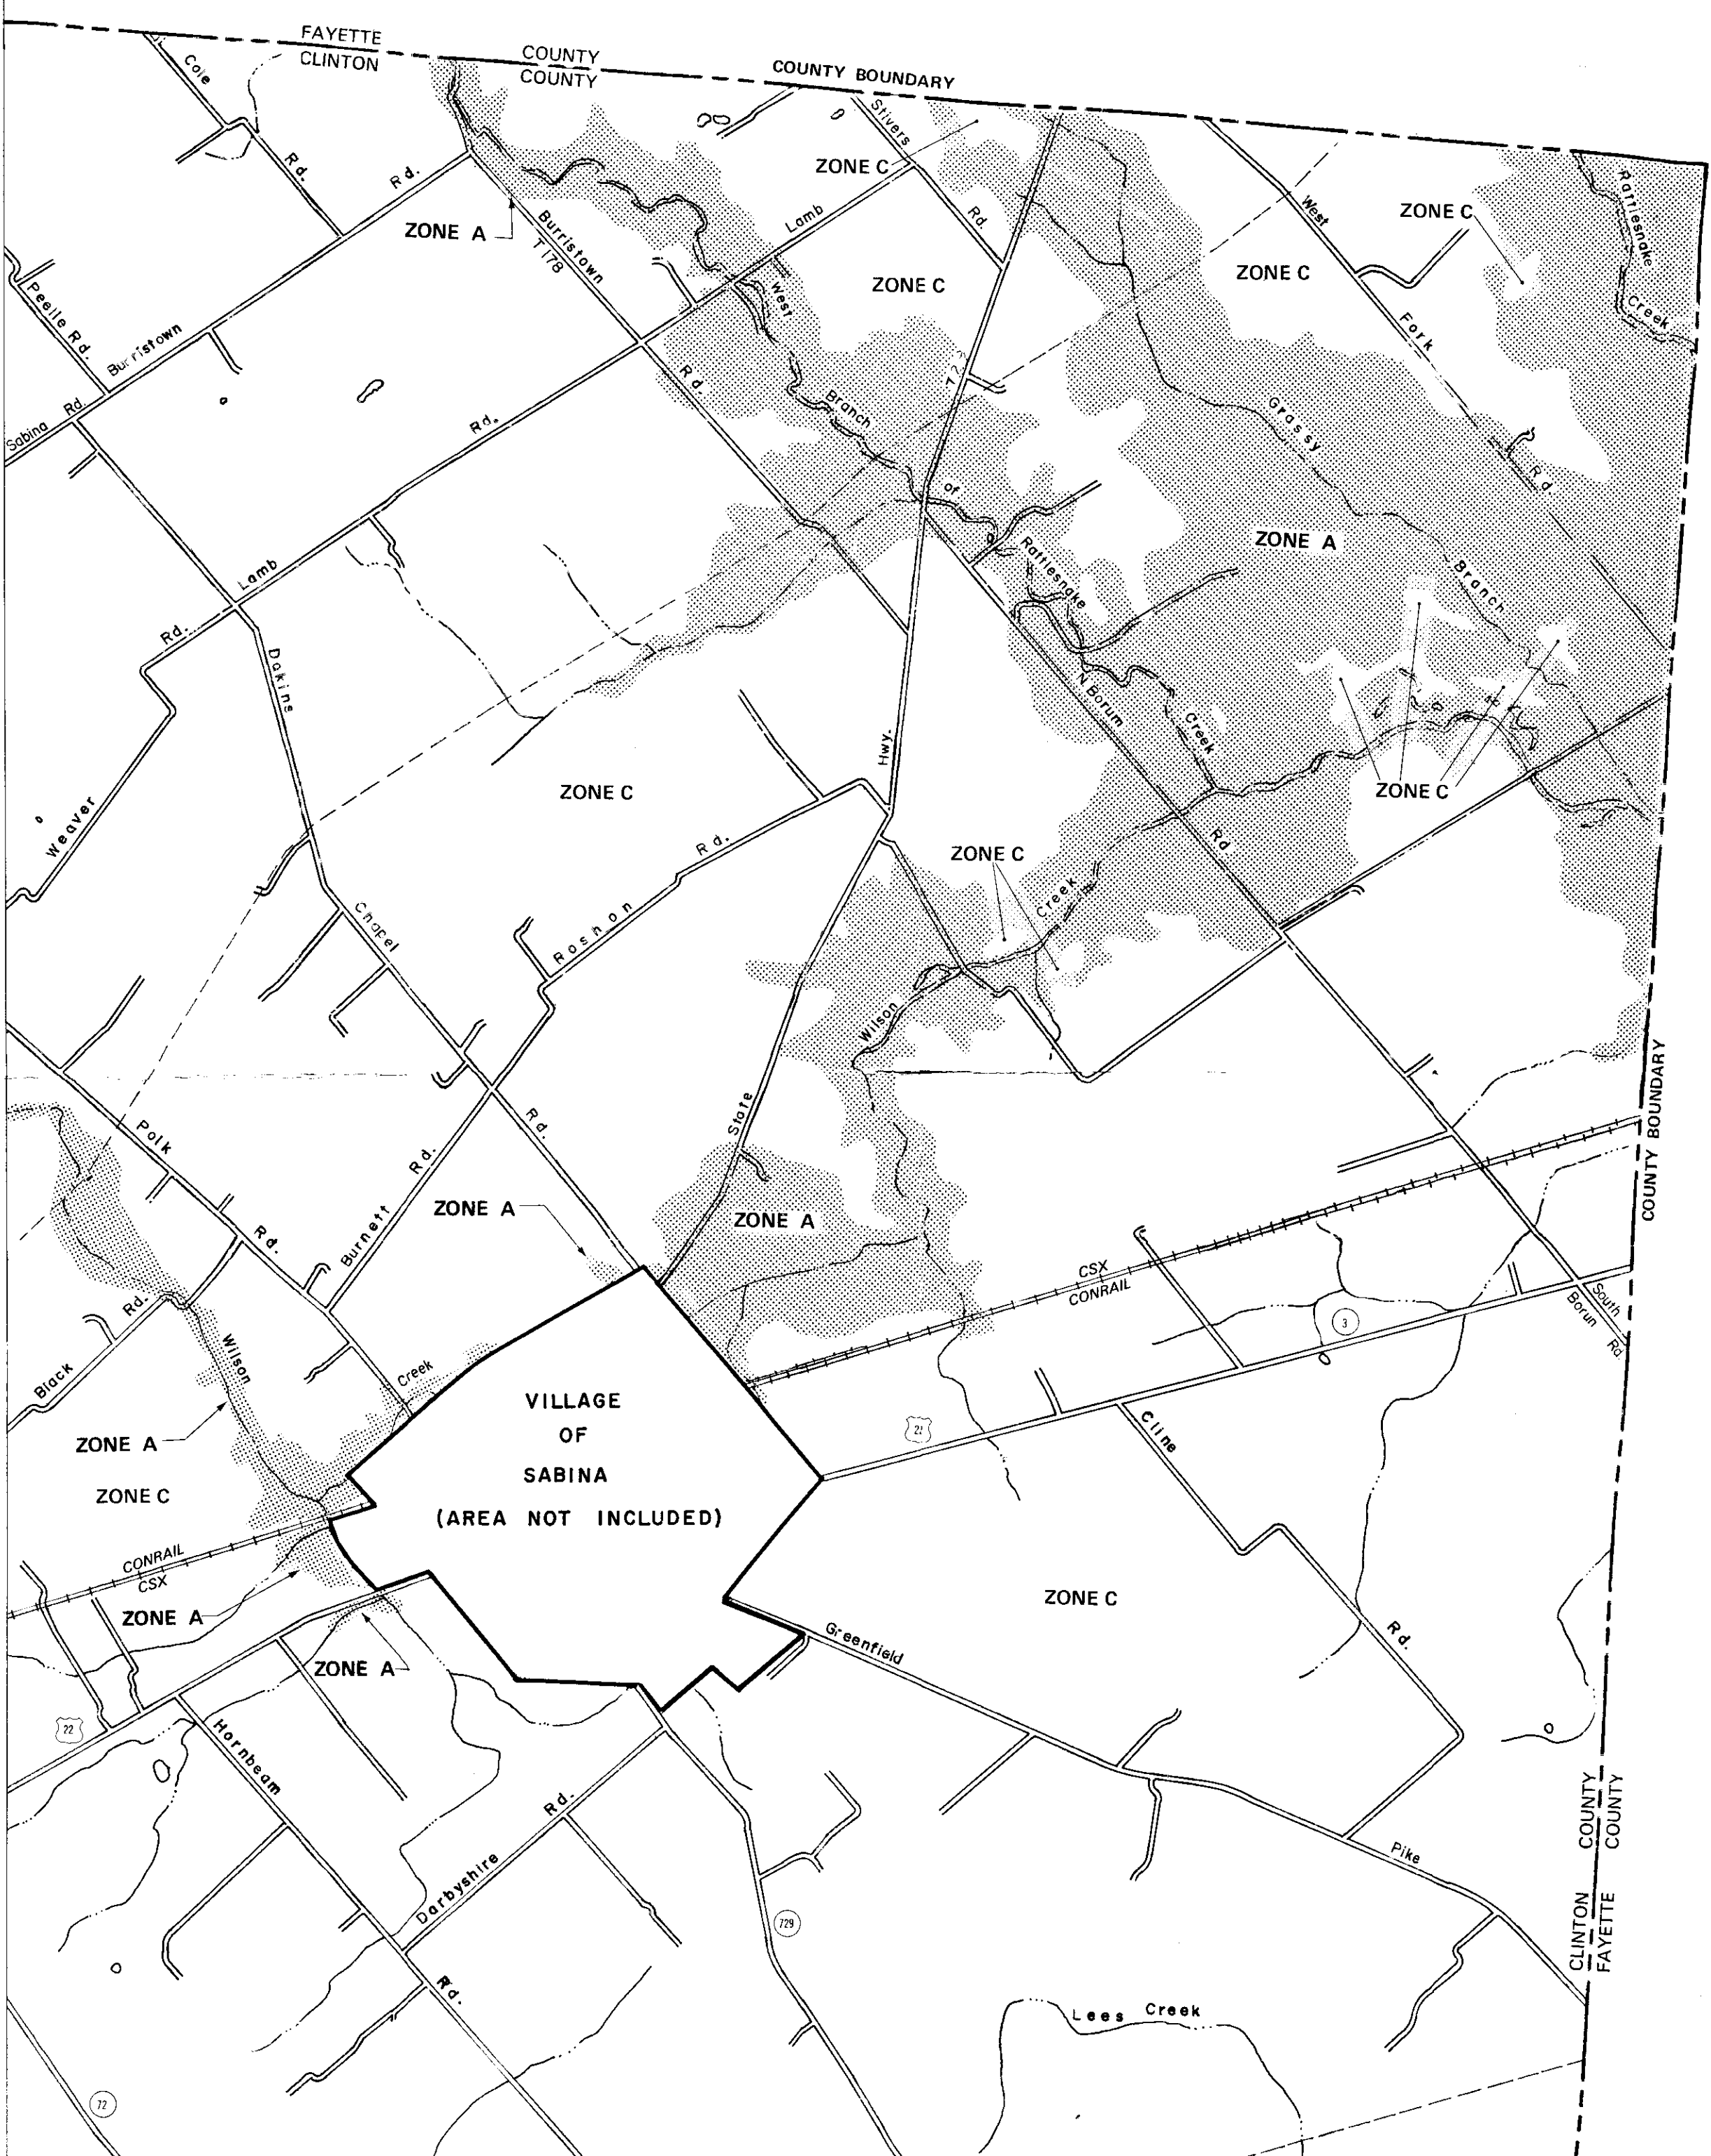 FAYETTE COUNTY
CLINTON COUNTY
COUNTY BOUNDARY
Cole Rd.
Stivers Rd.
ZONE C
Burristown Rd.
ZONE A
Burristown Rd.
T 178
Lamb Rd.
ZONE C
West Fork Rd
ZONE C
ZONE C
Rattlesnake Creek
Peelle Rd.
Sabina Rd.
West Branch of Rattlesnake Creek
Grassy Branch
ZONE A
Lamb Rd.
Dakins Chapel Rd.
Weaver
ZONE C
State Hwy. 72
N Borum Rd
ZONE C
ZONE C
Roshon Rd.
Wilson Creek
COUNTY BOUNDARY
Polk Rd.
Burnett Rd.
ZONE A
ZONE A
CSX
CONRAIL
3
South Borun Rd.
Black Rd.
Wilson Creek
ZONE A
ZONE C
VILLAGE
OF
SABINA
(AREA NOT INCLUDED)
22
Cline Rd.
CONRAIL
CSX
ZONE A
ZONE A
ZONE C
Greenfield Pike
22
Hornbeam Rd.
Darbyshire Rd.
729
CLINTON COUNTY
FAYETTE COUNTY
Lees Creek
72